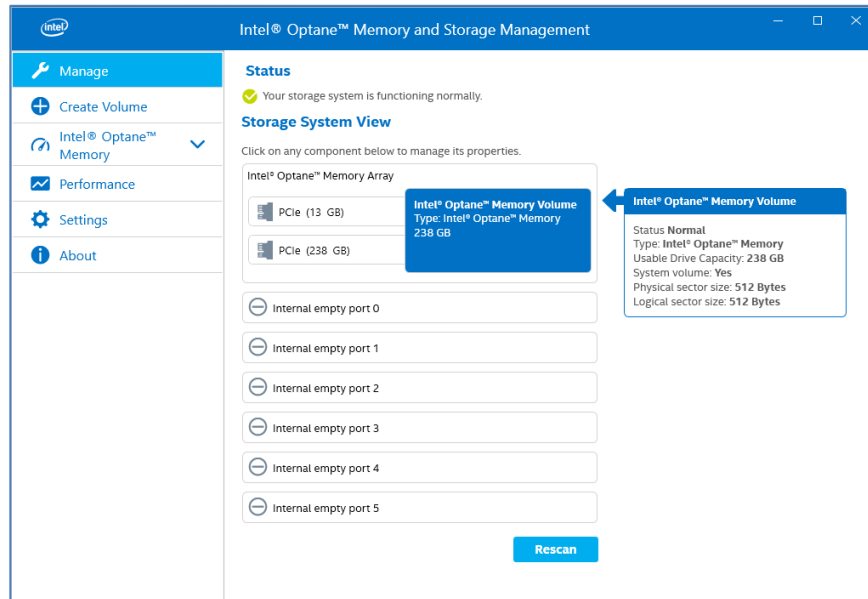 intel
Intel® Optane™ Memory and Storage Management
Manage
Create Volume
Intel® Optane™
Memory
Performance
Settings
About
Status
Your storage system is functioning normally.
Storage System View
Click on any component below to manage its properties.
Intel® Optane™ Memory Array
PCIe (13 GB)
PCIe (238 GB)
Intel® Optane™ Memory Volume
Type: Intel® Optane™ Memory
238 GB
Internal empty port 0
Internal empty port 1
Internal empty port 2
Internal empty port 3
Internal empty port 4
Internal empty port 5
Rescan
Intel® Optane™ Memory Volume
Status Normal
Type: Intel® Optane™ Memory
Usable Drive Capacity: 238 GB
System volume: Yes
Physical sector size: 512 Bytes
Logical sector size: 512 Bytes